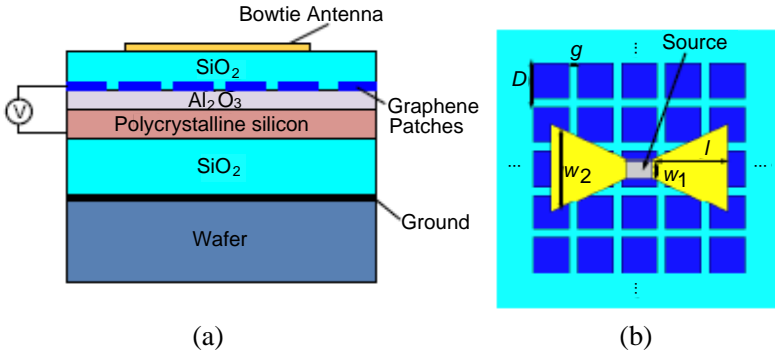 Bowtie Antenna
SiO2
Al2O3
Graphene
Patches
V
Polycrystalline silicon
SiO2
Ground
Wafer
(a)
Source
g
D
...
...
l
w2
w1
...
...
(b)